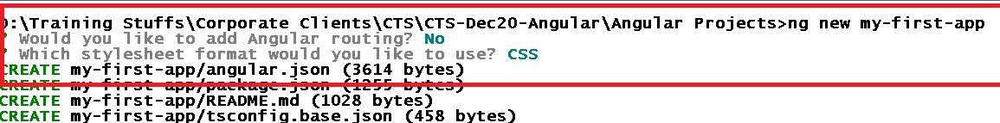 D:\Training Stuffs\Corporate Clients\CTS\CTS-Dec20-Angular\Angular Projects>ng new my-first-app
? Would you like to add Angular routing? No
? Which stylesheet format would you like to use? CSS
CREATE my-first-app/angular.json (3614 bytes)
CREATE my-first-app/package.json (1255 bytes)
CREATE my-first-app/README.md (1028 bytes)
CREATE my-first-app/tsconfig.base.json (458 bytes)